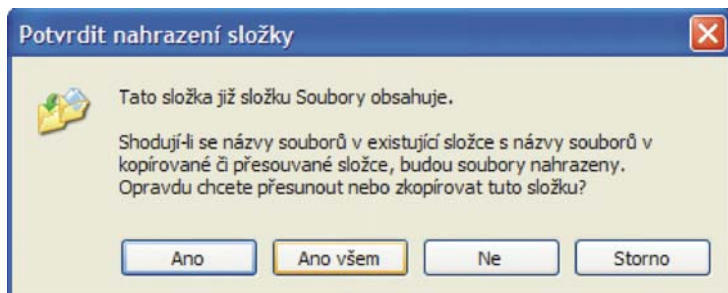 Potvrdit nahrazení složky
Tato složka již složku Soubory obsahuje.
Shodují-li se názvy souborů v existující složce s názvy souborů v
kopírované či přesouvané složce, budou soubory nahrazeny.
Opravdu chcete přesunout nebo zkopírovat tuto složku?
Ano Ano všem Ne Storno